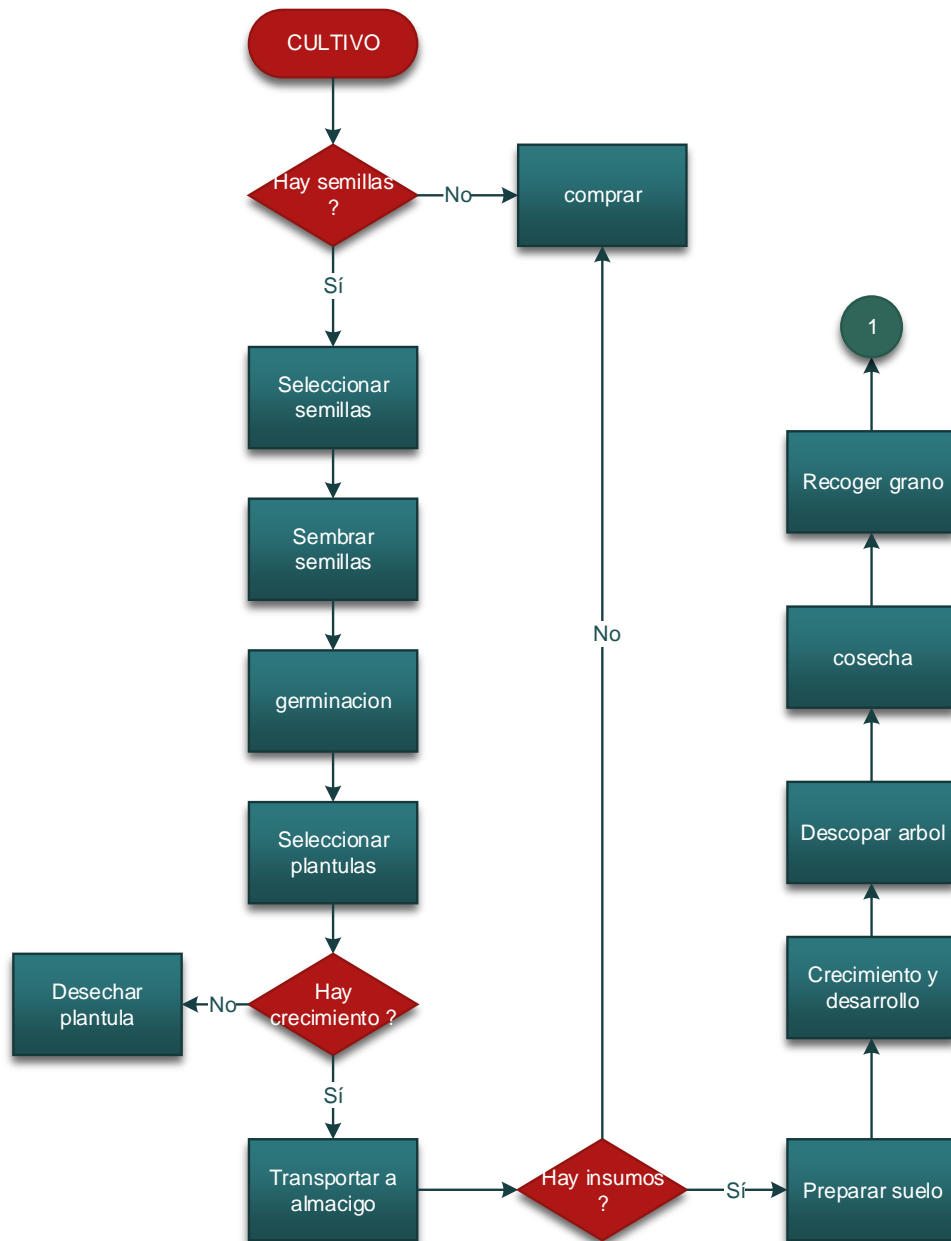 CULTIVO
Hay semillas
?
No
comprar
Sí
Seleccionar
semillas
Sembrar
semillas
germinacion
Seleccionar
plantulas
Hay
crecimiento ?
No
Desechar
plantula
Sí
Transportar a
almacigo
Hay insumos
?
No
Sí
Preparar suelo
Crecimiento y
desarrollo
Descopar arbol
cosecha
Recoger grano
1